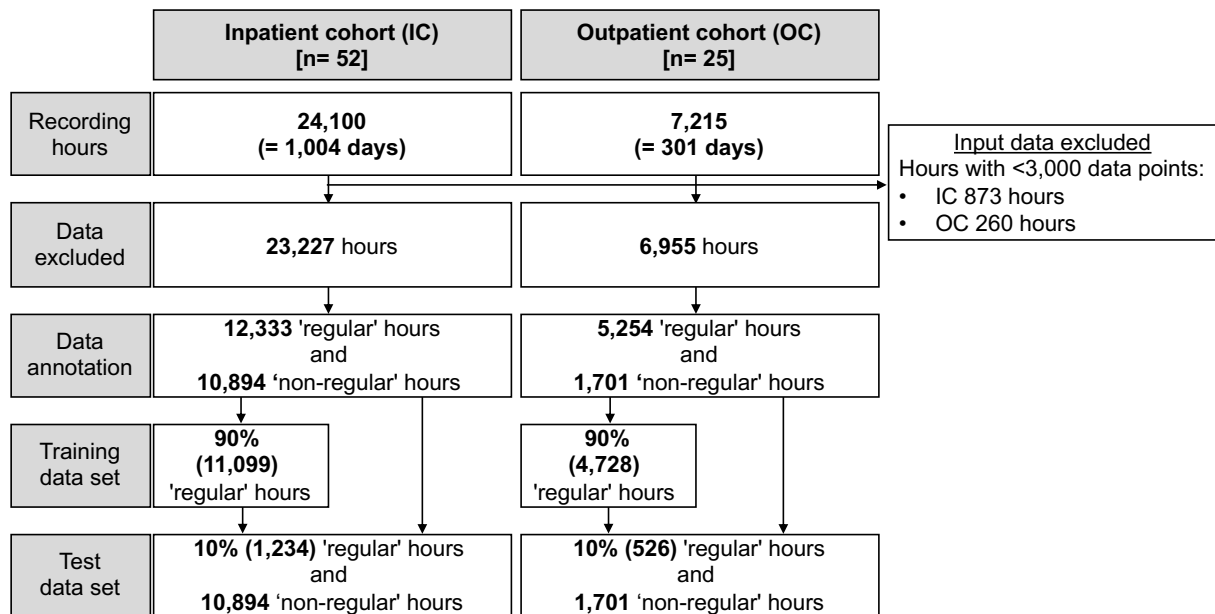 Inpatient cohort (IC)
[n= 52]
Outpatient cohort (OC)
[n= 25]
Recording
hours
24,100
(= 1,004 days)
7,215
(= 301 days)
Input data excluded
Hours with <3,000 data points:
• IC 873 hours
• OC 260 hours
Data
excluded
23,227 hours
6,955 hours
Data
annotation
12,333 'regular' hours
and
10,894 ‘non-regular' hours
5,254 'regular' hours
and
1,701 ‘non-regular' hours
Training
data set
90%
(11,099)
'regular' hours
90%
(4,728)
'regular' hours
Test
data set
10% (1,234) 'regular' hours
and
10,894 ‘non-regular' hours
10% (526) 'regular' hours
and
1,701 ‘non-regular' hours